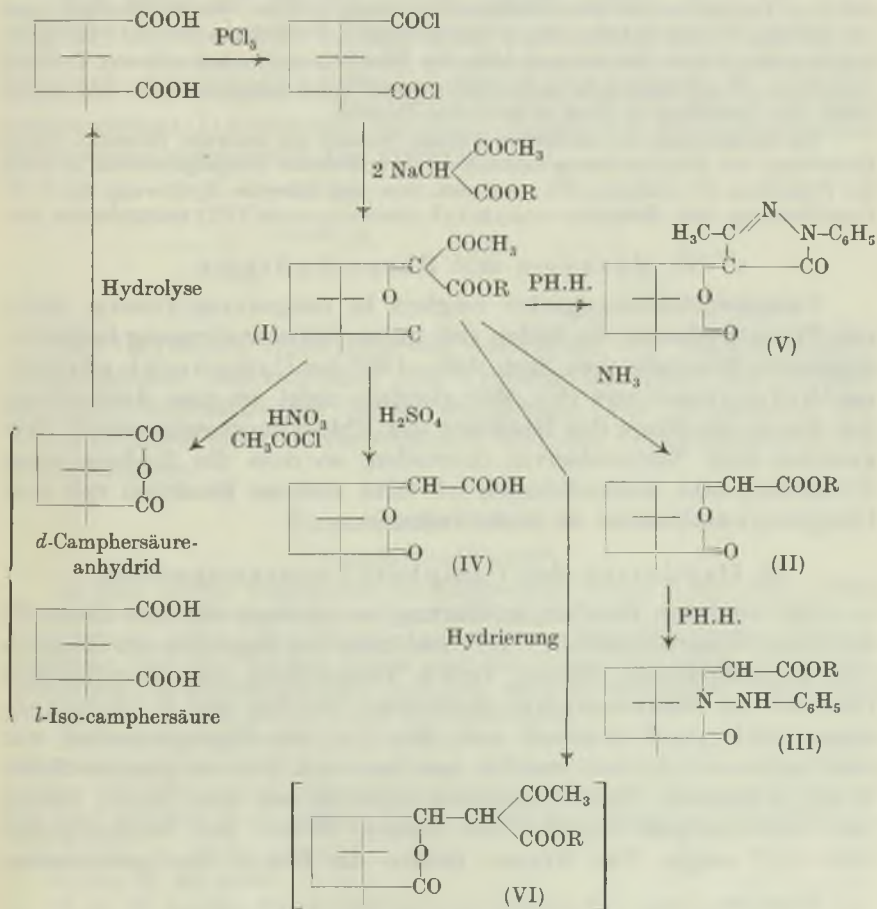 COOH
COCl
PCl₅
COOH
COCl
COCH₃
2 NaCH
COOR
COCH₃
C
COOR
O
C
(I)
PH.H.
N
H₃C—C
N—C₆H₅
C
CO
O
O
(V)
Hydrolyse
NH₃
HNO₃
CH₃COCl
H₂SO₄
CO
O
CO
d-Camphersäure-
anhydrid
CH—COOH
O
O
(IV)
CH—COOR
O
O
(II)
COOH
COOH
l-Iso-camphersäure
Hydrierung
PH.H.
CH—COOR
N—NH—C₆H₅
O
(III)
COCH₃
CH—CH
COOR
O
CO
(VI)